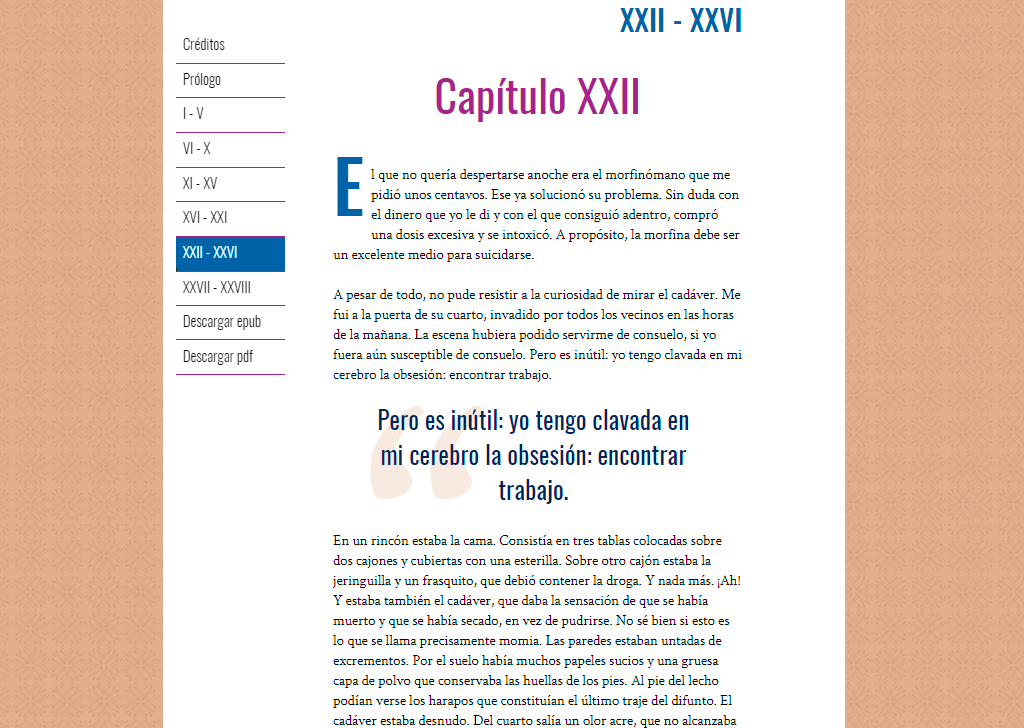 XXII - XXVI
Créditos
Prólogo
I - V
VI - X
XI - XV
XVI - XXI
XXII - XXVI
XXVII - XXVIII
Descargar epub
Descargar pdf
Capítulo XXII
El que no quería despertarse anoche era el morfinómano que me
pidió unos centavos. Ese ya solucionó su problema. Sin duda con
el dinero que yo le di y con el que consiguió adentro, compró
una dosis excesiva y se intoxicó. A propósito, la morfina debe ser
un excelente medio para suicidarse.
A pesar de todo, no pude resistir a la curiosidad de mirar el cadáver. Me
fui a la puerta de su cuarto, invadido por todos los vecinos en las horas
de la mañana. La escena hubiera podido servirme de consuelo, si yo
fuera aún susceptible de consuelo. Pero es inútil: yo tengo clavada en mi
cerebro la obsesión: encontrar trabajo.
Pero es inútil: yo tengo clavada en
mi cerebro la obsesión: encontrar
trabajo.
En un rincón estaba la cama. Consistía en tres tablas colocadas sobre
dos cajones y cubiertas con una esterilla. Sobre otro cajón estaba la
jeringuilla y un frasquito, que debió contener la droga. Y nada más. ¡Ah!
Y estaba también el cadáver, que daba la sensación de que se había
muerto y que se había secado, en vez de pudrirse. No sé bien si esto es
lo que se llama precisamente momia. Las paredes estaban untadas de
excrementos. Por el suelo había muchos papeles sucios y una gruesa
capa de polvo que conservaba las huellas de los pies. Al pie del lecho
podían verse los harapos que constituían el último traje del difunto. El
cadáver estaba desnudo. Del cuarto salía un olor acre, que no alcanzaba